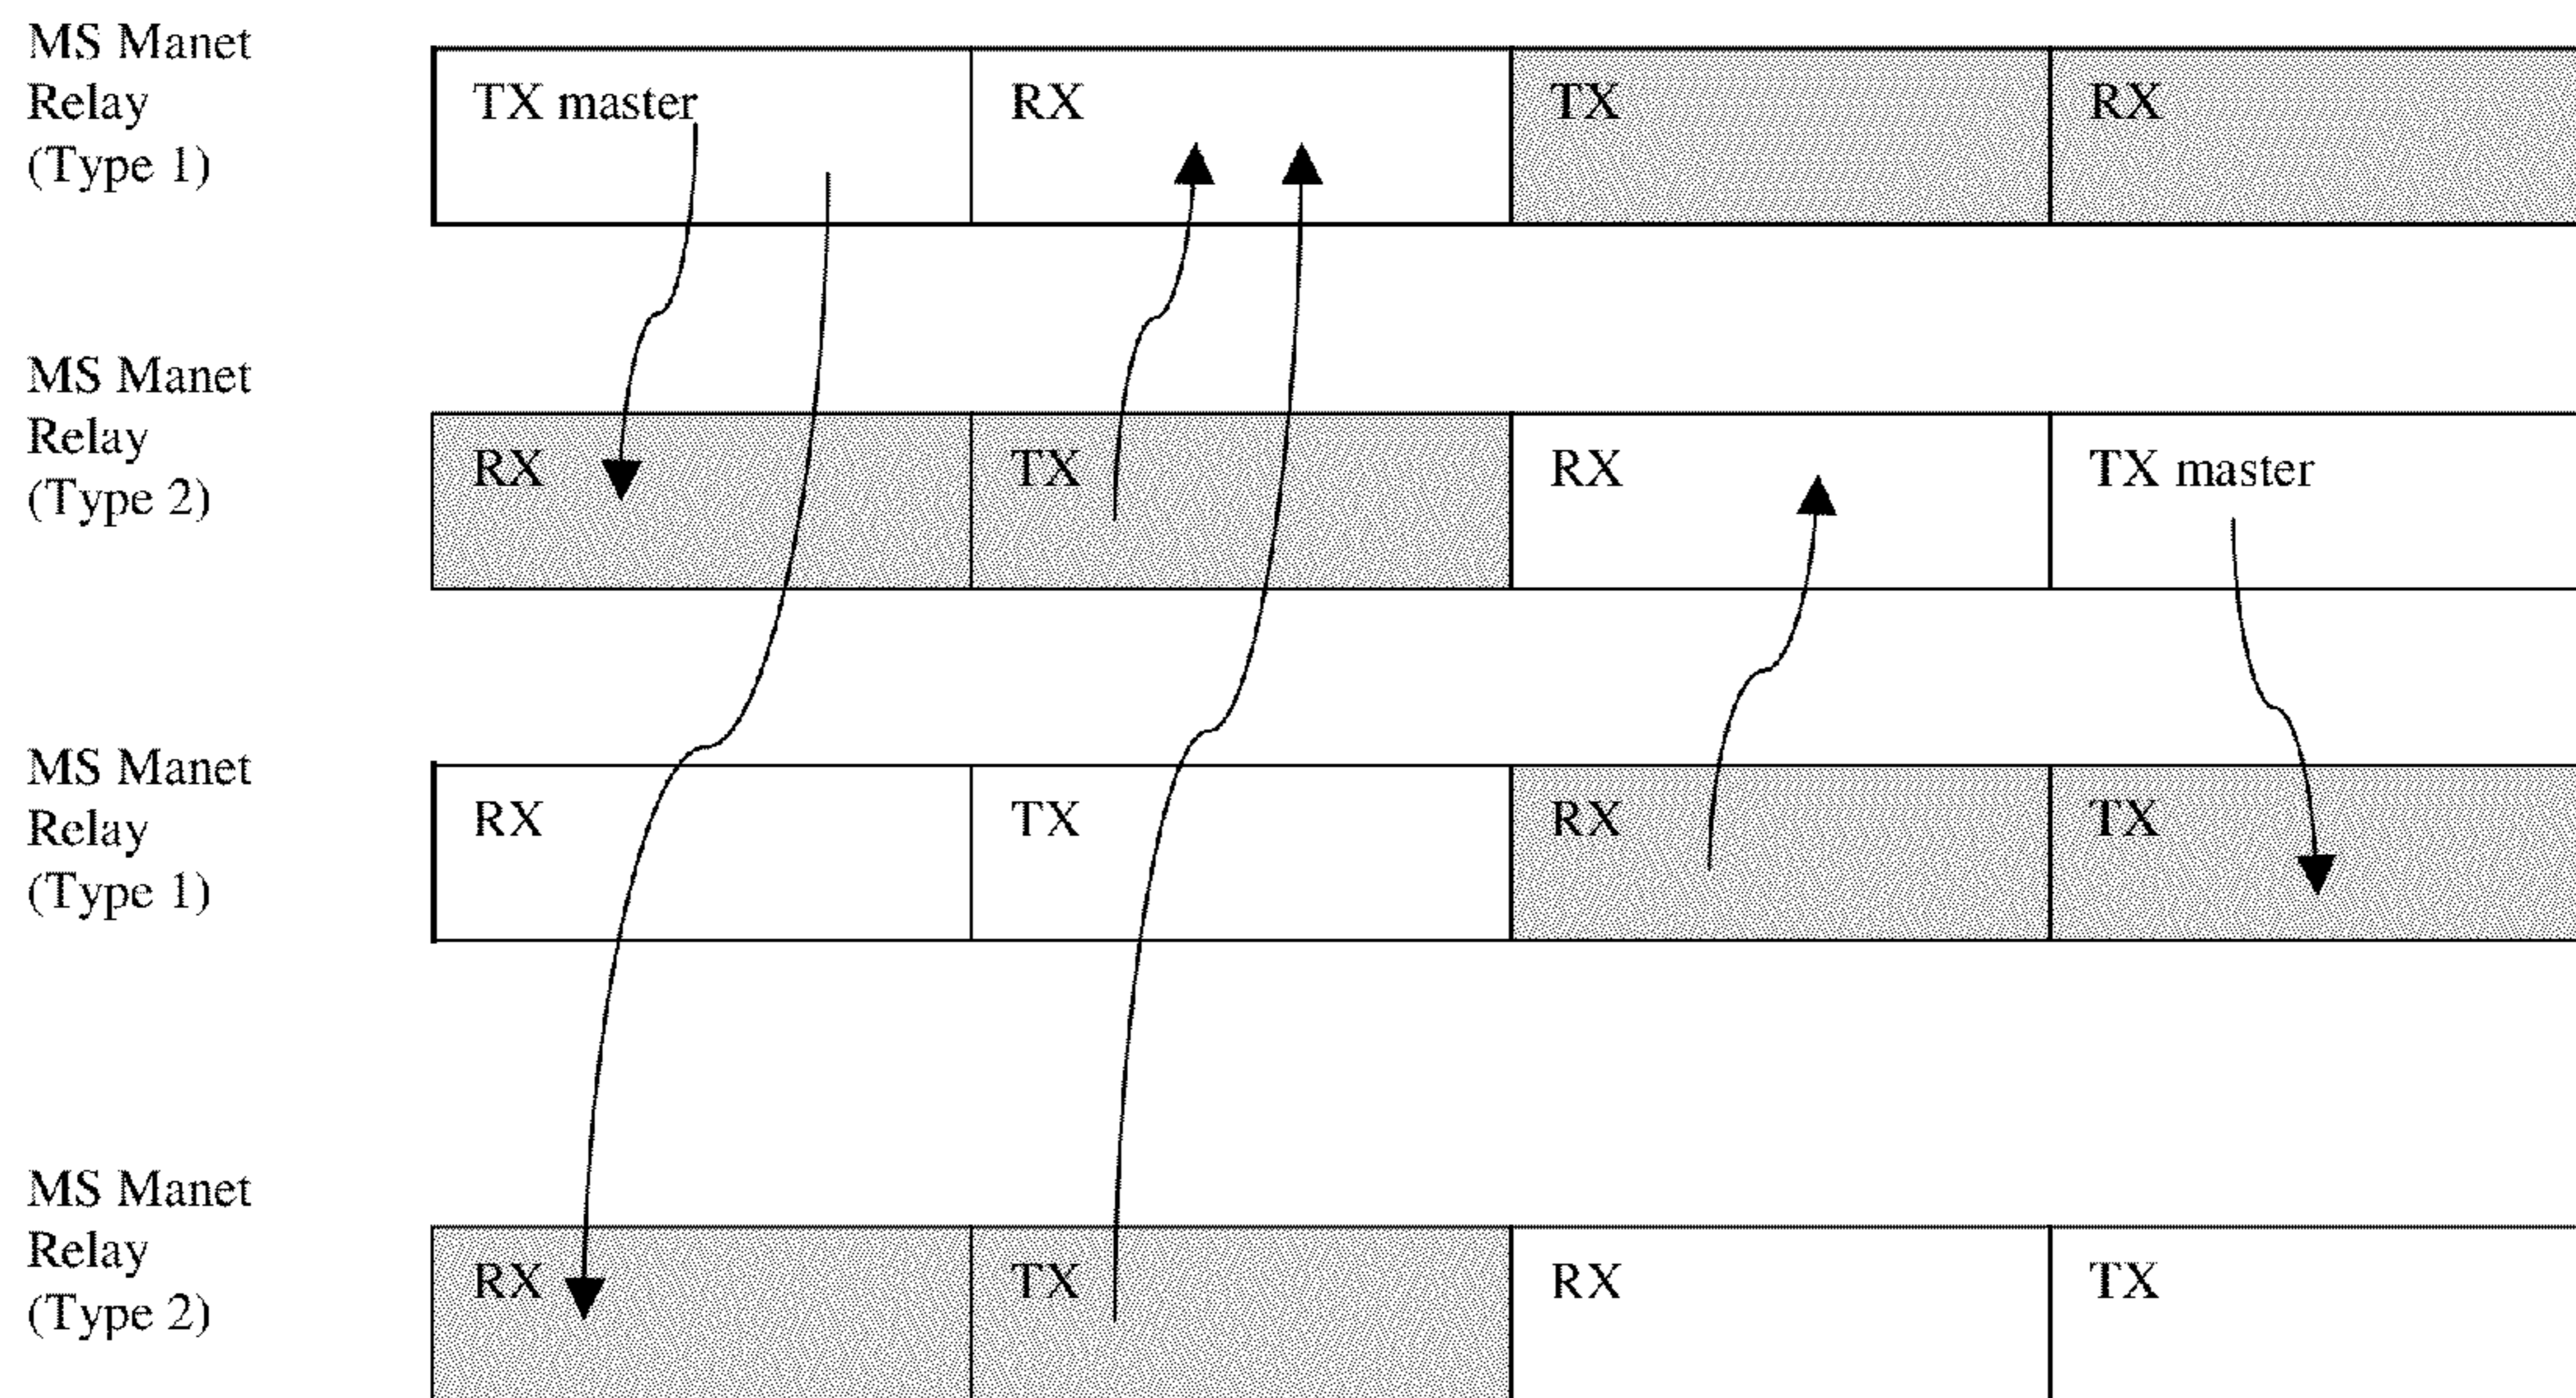 MS Manet
Relay
(Type 1)
TX master
RX
TX
RX
MS Manet
Relay
(Type 2)
RX
TX
RX
TX master
MS Manet
Relay
(Type 1)
RX
TX
RX
TX
MS Manet
Relay
(Type 2)
RX
TX
RX
TX